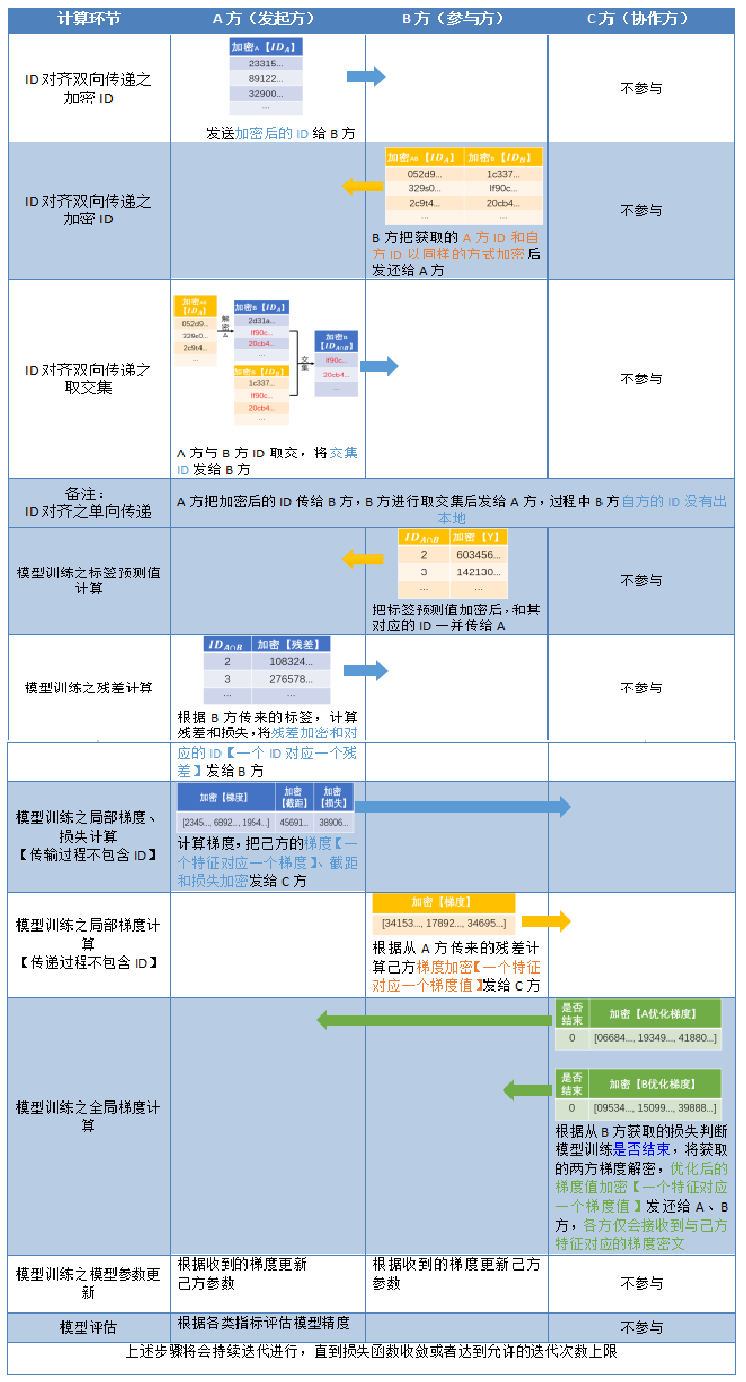 计算环节
A方（发起方）
B方（参与方）
C方（协作方）
ID对齐双向传递之
加密ID
加密A【IDA】
23315...
89122...
32900...
...
发送加密后的ID给B方
不参与
ID对齐双向传递之
加密ID
加密AB【IDA】 加密B【IDB】
052d9... 1c337...
329s0... lf90c...
2c9t4... 20cb4...
... ...
B方把获取的A方ID和自
方ID以同样的方式加密后
发还给A方
不参与
ID对齐双向传递之
取交集
加密AB
【IDA】
052d9...
329s0...
2c9t4...
...
解密A
加密B【IDA】
2d31a...
lf90c...
20cb4...
...
加密B【IDB】
1c337...
lf90c...
20cb4...
...
交集
加密B
【IDA∩B】
lf90c...
20cb4...
...
A方与B方ID取交，将交集
ID发给B方
不参与
备注：
ID对齐之单向传递
A方把加密后的ID传给B方，B方进行取交集后发给A方，过程中B方自方的ID没有出
本地
模型训练之标签预测值
计算
IDA∩B 加密【Y】
2 603456...
3 142130...
... ...
把标签预测值加密后，和其
对应的ID一并传给A
不参与
模型训练之残差计算
IDA∩B 加密【残差】
2 108324...
3 276578...
... ...
根据B方传来的标签，计算
残差和损失，将残差加密和对
应的ID【一个ID对应一个残
差】发给B方
不参与
模型训练之局部梯度、
损失计算
【传输过程不包含ID】
加密【梯度】 加密【截距】 加密【损失】
[2345..., 6892..., 1954...] 45691... 38906...
计算梯度，把己方的梯度【一
个特征对应一个梯度】、截距
和损失加密发给C方
模型训练之局部梯度计
算
【传递过程不包含ID】
加密【梯度】
[34153..., 17892..., 34695...]
根据从A方传来的残差计
算己方梯度加密【一个特征
对应一个梯度值】发给C方
模型训练之全局梯度计
算
是否结束 加密【A优化梯度】
0 [06684..., 19349..., 41880...]
是否结束 加密【B优化梯度】
0 [09534..., 15099..., 39888...]
根据从B方获取的损失判断
模型训练是否结束，将获取
的两方梯度解密，优化后的
梯度值加密【一个特征对应
一个梯度值】发还给A、B
方，各方仅会接收到与己方
特征对应的梯度密文
模型训练之模型参数更
新
根据收到的梯度更新
己方参数
根据收到的梯度更新己方
参数
不参与
模型评估
根据各类指标评估模型精度
不参与
上述步骤将会持续迭代进行，直到损失函数收敛或者达到允许的迭代次数上限